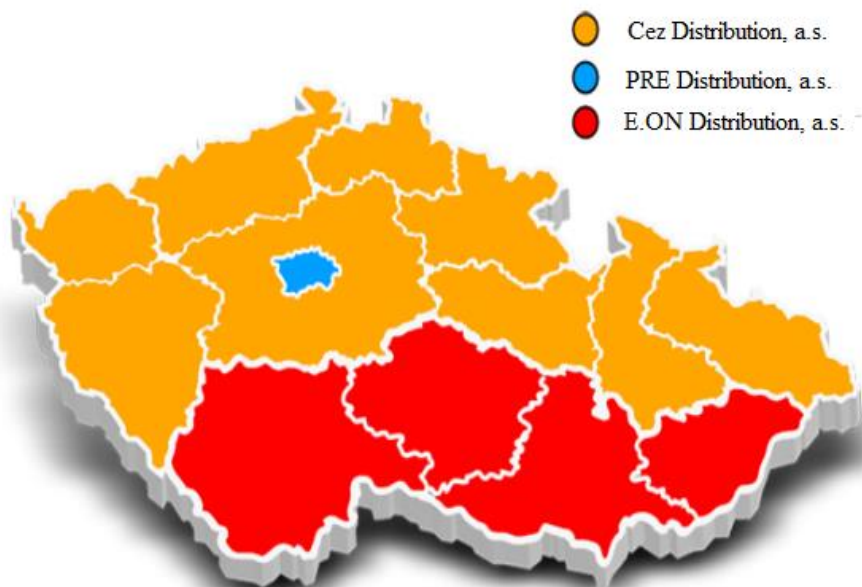 Cez Distribution, a.s.
PRE Distribution, a.s.
E.ON Distribution, a.s.